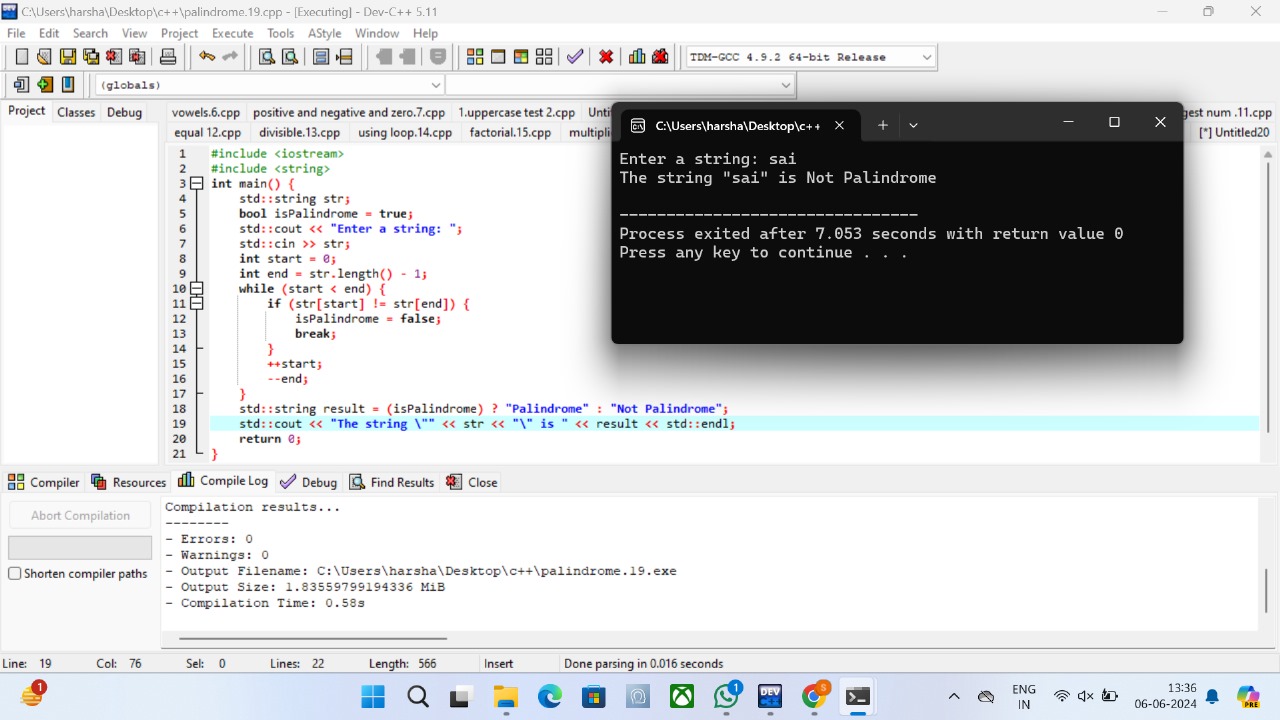 C:\Users\harsha\Desktop\c++\palindrome.19.cpp - [Executing] - Dev-C++ 5.11
File Edit Search View Project Execute Tools AStyle Window Help
TDM-GCC 4.9.2 64-bit Release
(globals)
Project Classes Debug
vowels.6.cpp positive and negative and zero.7.cpp 1.uppercase test 2.cpp
gest num .11.cpp
equal 12.cpp divisible.13.cpp using loop.14.cpp factorial.15.cpp multipli
[*] Untitled20
1 #include <iostream>
2 #include <string>
3 int main() {
4 std::string str;
5 bool isPalindrome = true;
6 std::cout << "Enter a string: ";
7 std::cin >> str;
8 int start = 0;
9 int end = str.length() - 1;
10 while (start < end) {
11 if (str[start] != str[end]) {
12 isPalindrome = false;
13 break;
14 }
15 ++start;
16 --end;
17 }
18 std::string result = (isPalindrome) ? "Palindrome" : "Not Palindrome";
19 std::cout << "The string \"" << str << "\" is " << result << std::endl;
20 return 0;
21 }
C:\Users\harsha\Desktop\c++
Enter a string: sai
The string "sai" is Not Palindrome
--------------------------------
Process exited after 7.053 seconds with return value 0
Press any key to continue . . .
Compiler Resources Compile Log Debug Find Results Close
Abort Compilation
Shorten compiler paths
Compilation results...
--------
- Errors: 0
- Warnings: 0
- Output Filename: C:\Users\harsha\Desktop\c++\palindrome.19.exe
- Output Size: 1.83559799194336 MiB
- Compilation Time: 0.58s
Line: 19 Col: 76 Sel: 0 Lines: 22 Length: 566 Insert Done parsing in 0.016 seconds
1
DEV
1
DEV
S
PRE
ENG
IN
13:36
06-06-2024